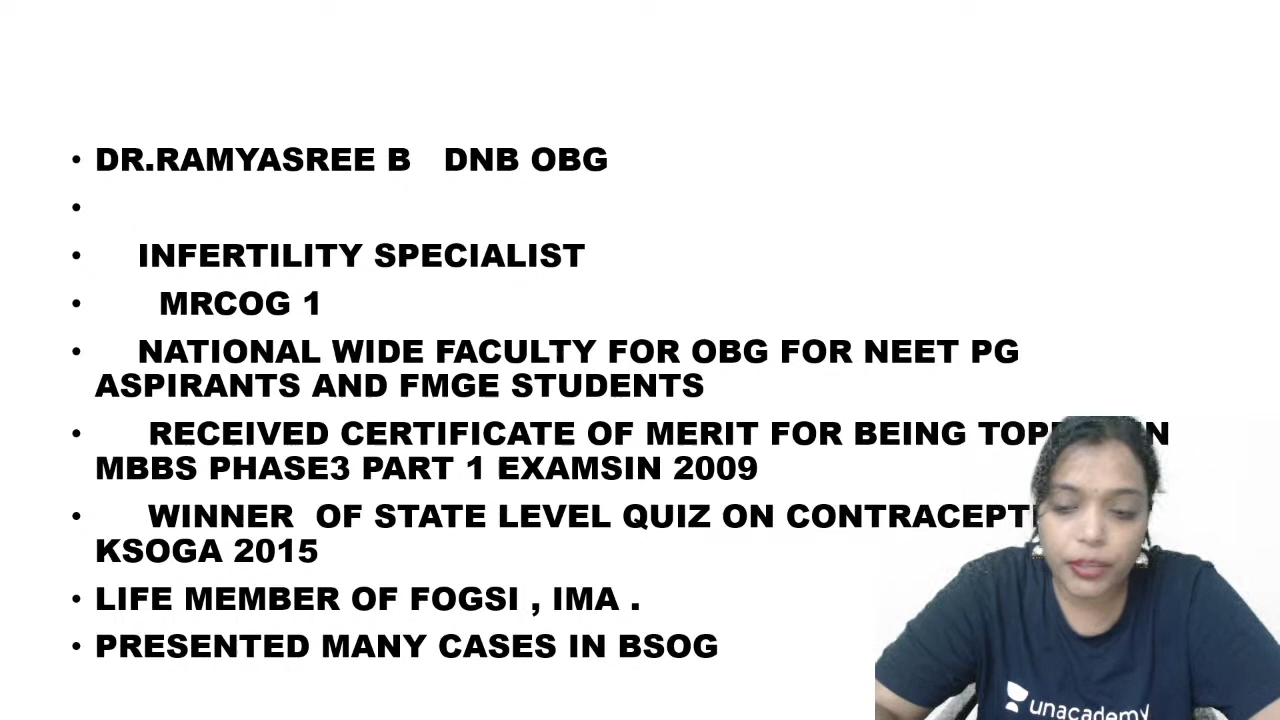 • DR.RAMYASREE B DNB OBG
•
• INFERTILITY SPECIALIST
• MRCOG 1
• NATIONAL WIDE FACULTY FOR OBG FOR NEET PG
ASPIRANTS AND FMGE STUDENTS
• RECEIVED CERTIFICATE OF MERIT FOR BEING
MBBS PHASE3 PART 1 EXAMSIN 2009
• WINNER OF STATE LEVEL QUIZ ON
KSOGA 2015
• LIFE MEMBER OF FOGSI , IMA .
• PRESENTED MANY CASES IN BSOG
unacademy